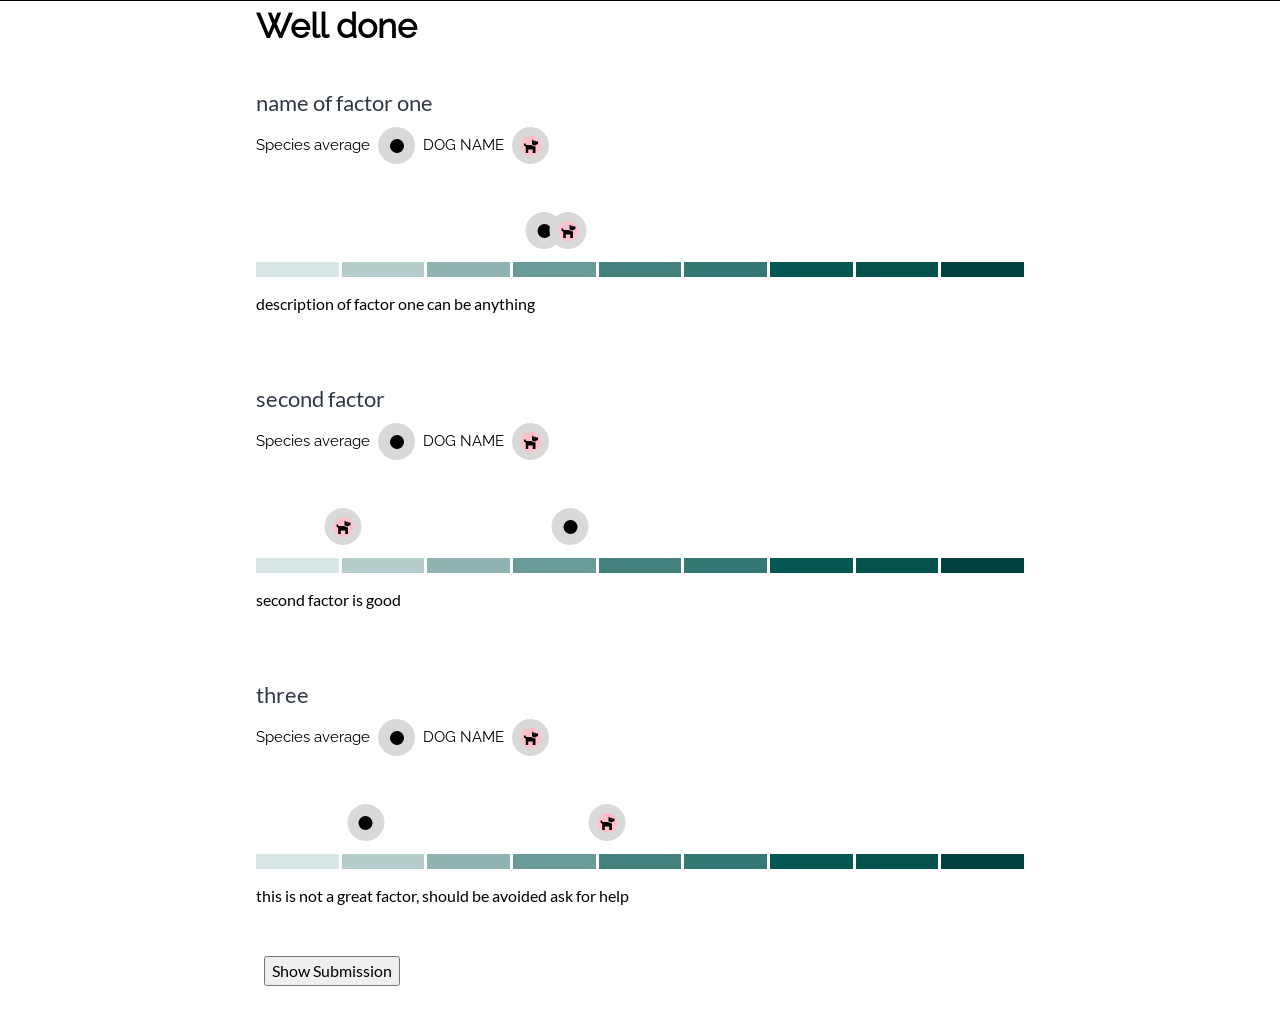 Well done
name of factor one
Species average DOG NAME
description of factor one can be anything
second factor
Species average DOG NAME
second factor is good
three
Species average DOG NAME
this is not a great factor, should be avoided ask for help
Show Submission